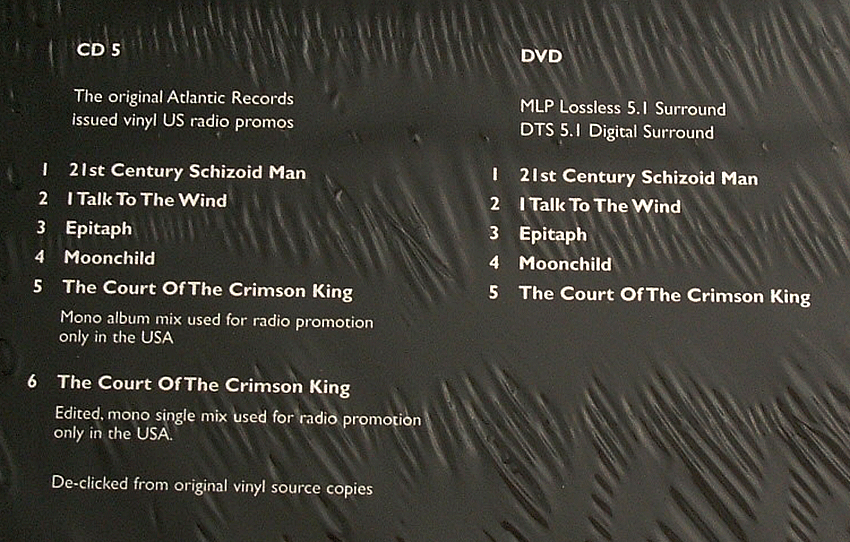 CD 5
The original Atlantic Records
issued vinyl US radio promos
1 21st Century Schizoid Man
2 I Talk To The Wind
3 Epitaph
4 Moonchild
5 The Court Of The Crimson King
Mono album mix used for radio promotion
only in the USA
6 The Court Of The Crimson King
Edited, mono single mix used for radio promotion
only in the USA.
De-clicked from original vinyl source copies
DVD
MLP Lossless 5.1 Surround
DTS 5.1 Digital Surround
1 21st Century Schizoid Man
2 I Talk To The Wind
3 Epitaph
4 Moonchild
5 The Court Of The Crimson King